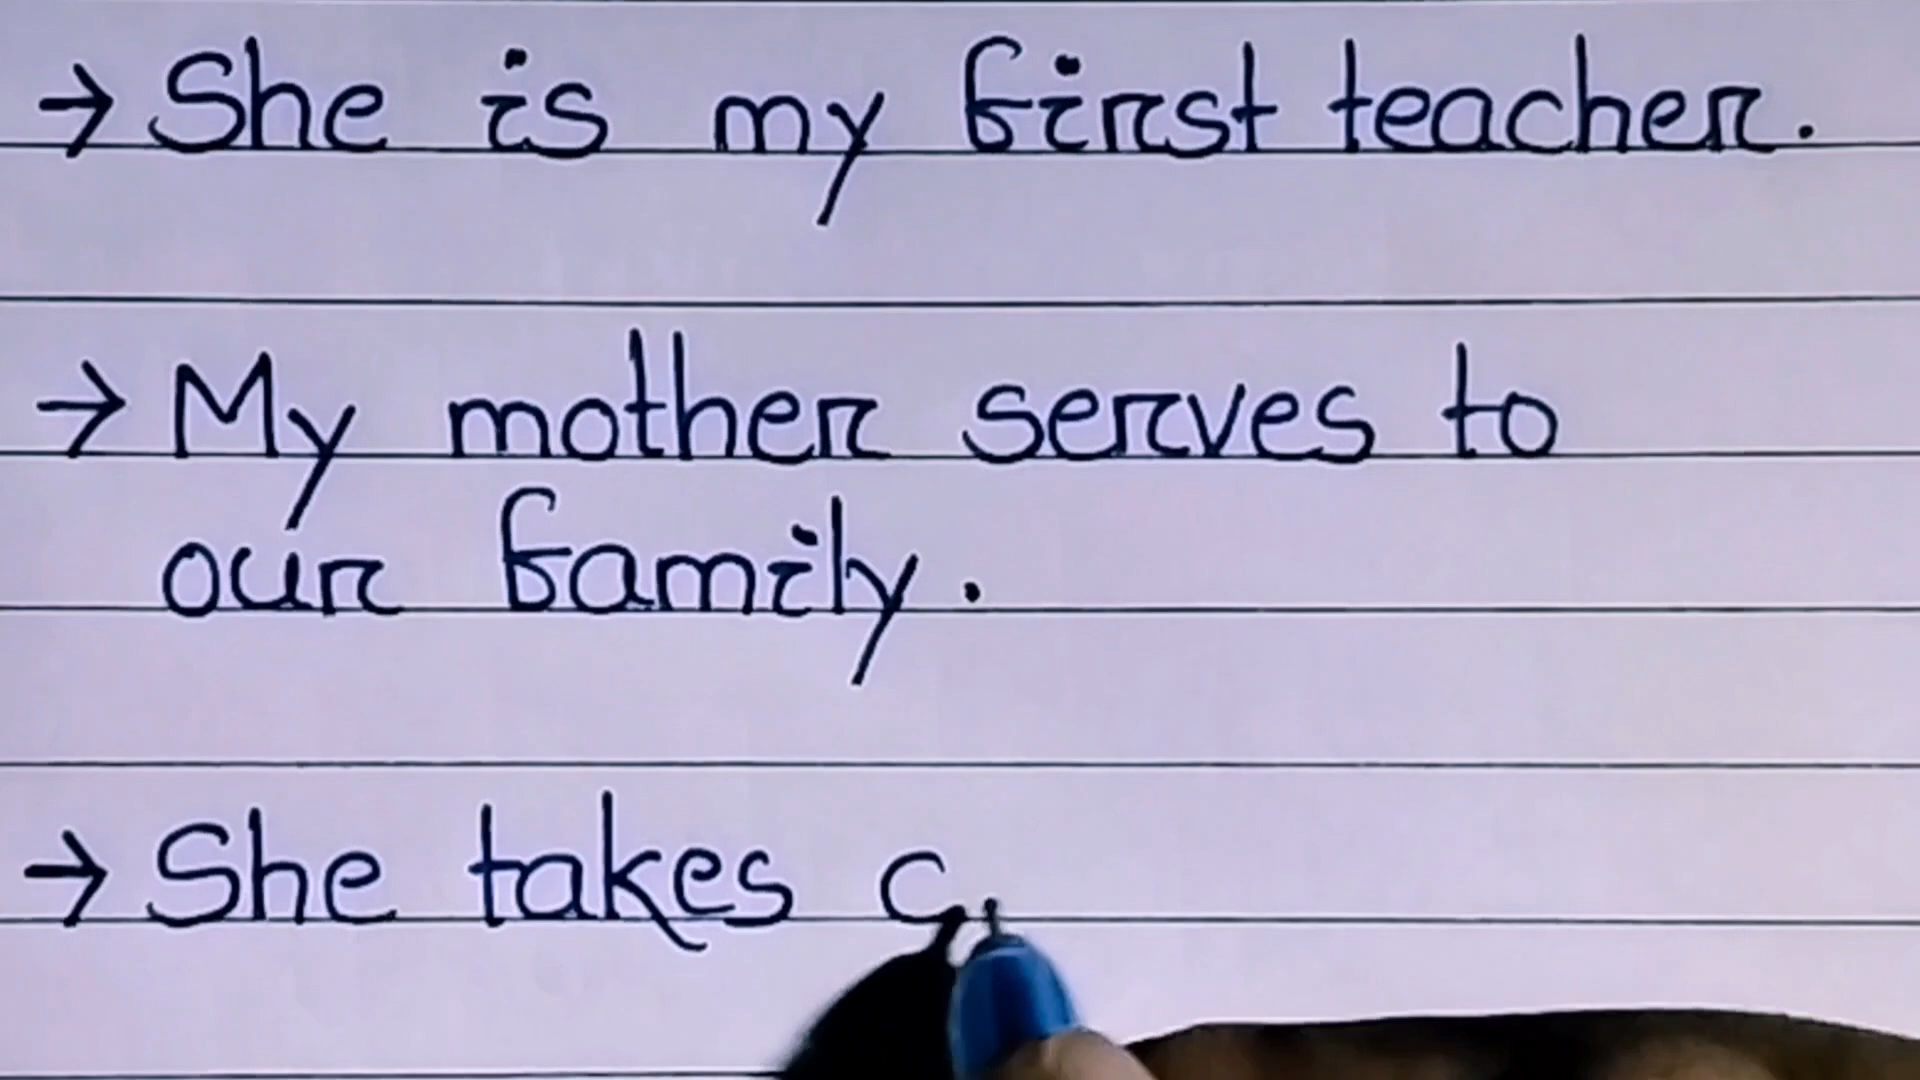 → She is my first teacher.
→ My mother serves to
our family.
→ She takes c